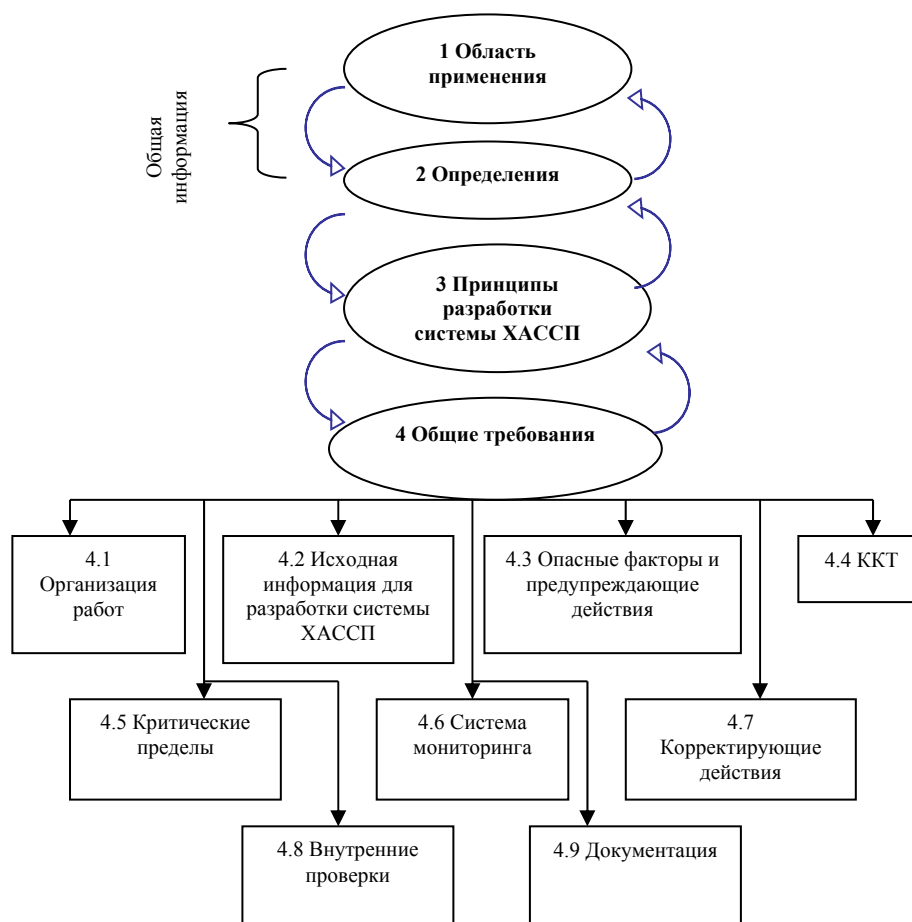 1 Область
применения
Общая
информация
2 Определения
3 Принципы
разработки
системы ХАССП
4 Общие требования
4.1
Организация
работ
4.2 Исходная
информация для
разработки системы
ХАССП
4.3 Опасные факторы и
предупреждающие
действия
4.4 ККТ
4.5 Критические
пределы
4.6 Система
мониторинга
4.7
Корректирующие
действия
4.8 Внутренние
проверки
4.9 Документация